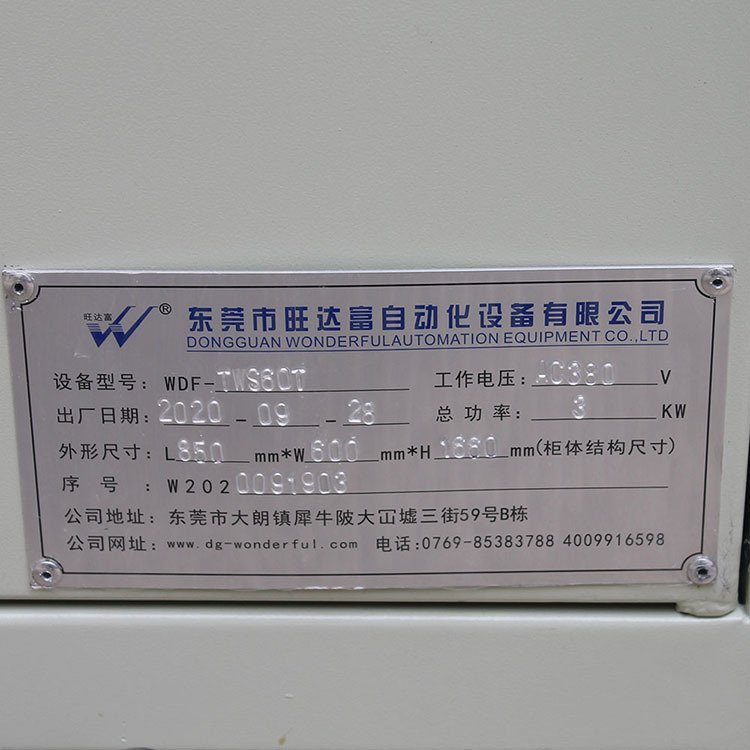 旺达富 ® 东莞市旺达富自动化设备有限公司
DONGGUAN WONDERFULAUTOMATION EQUIPMENT CO.,LTD
设备型号: WDF-TWS60T 工作电压: AC380 V
出厂日期: 2020 - 09 - 28 总功率: 3 KW
外形尺寸: L850 mm*W600 mm*H1660 mm(柜体结构尺寸)
序号: W2020091903
公司地址: 东莞市大朗镇犀牛陂大冚墟三街59号B栋
公司网址: www.dg-wonderful.com 电话:0769-85383788 4009916598